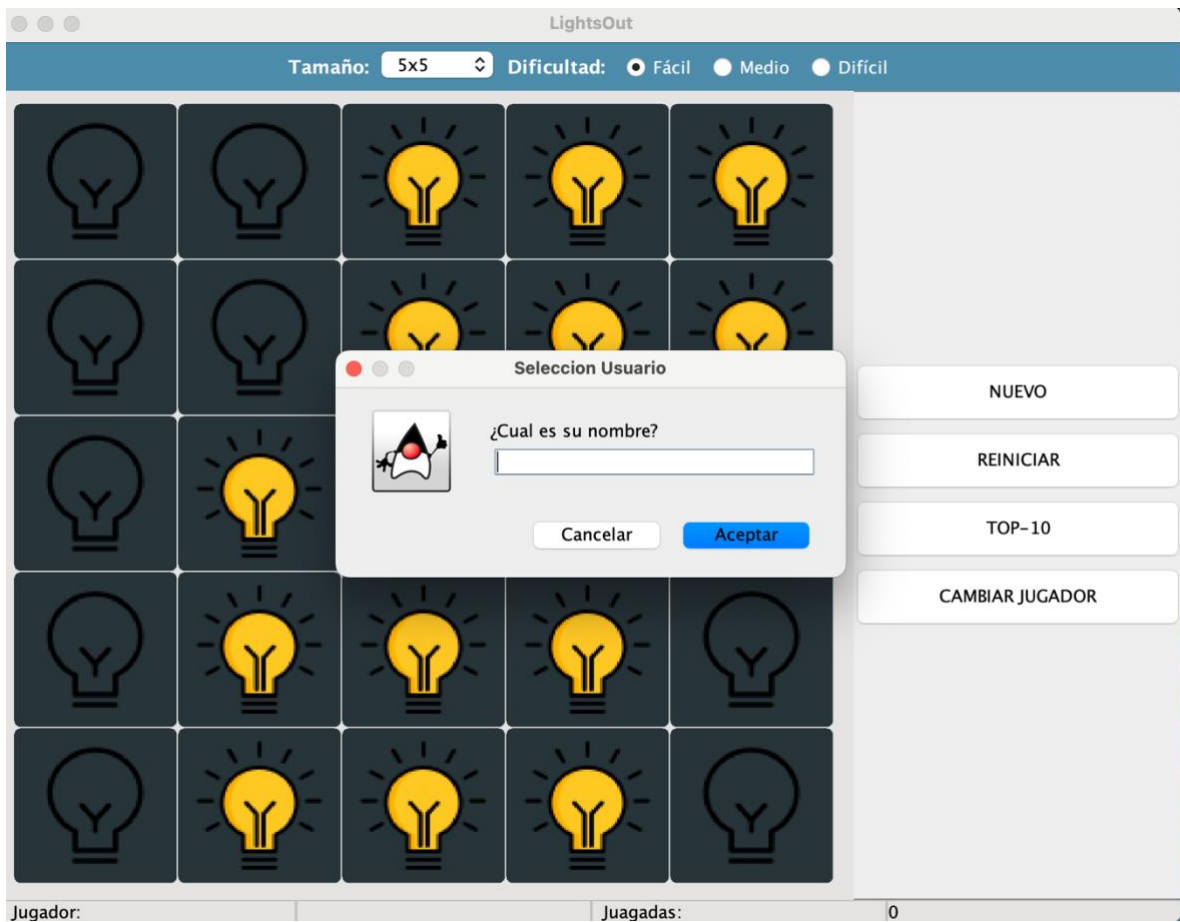 LightsOut
Tamaño: 5x5 Dificultad: Fácil Medio Difícil
Seleccion Usuario
¿Cual es su nombre?
Cancelar Aceptar
NUEVO
REINICIAR
TOP-10
CAMBIAR JUGADOR
Jugador: Juagadas: 0